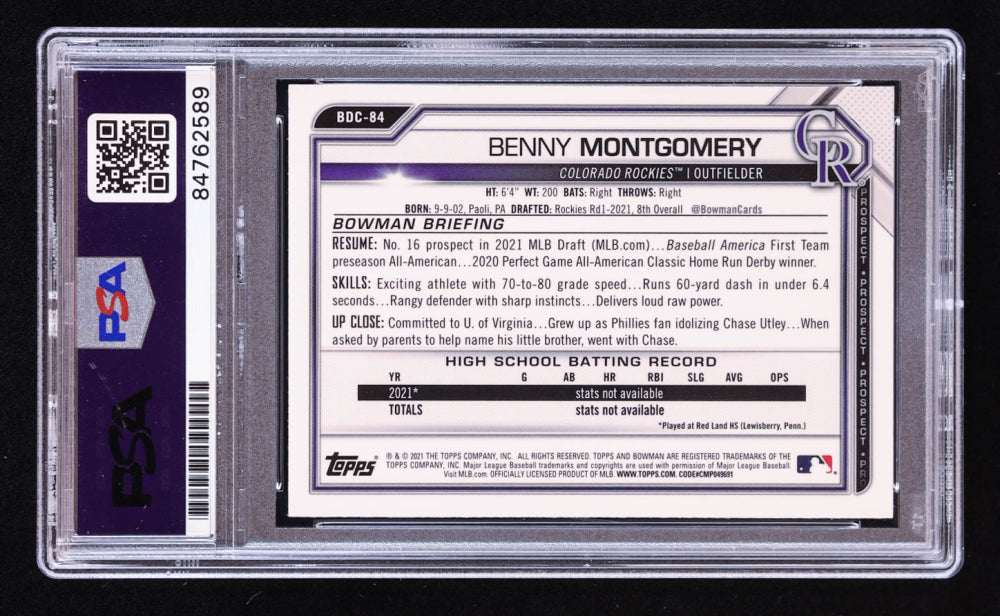 84762589
PSA
PSA
BDC-84
BENNY MONTGOMERY
CR
COLORADO ROCKIES™ | OUTFIELDER
HT: 6'4" WT: 200 BATS: Right THROWS: Right
BORN: 9-9-02, Paoli, PA DRAFTED: Rockies Rd1-2021, 8th Overall @BowmanCards
BOWMAN BRIEFING
RESUME: No. 16 prospect in 2021 MLB Draft (MLB.com)...Baseball America First Team
preseason All-American...2020 Perfect Game All-American Classic Home Run Derby winner.
SKILLS: Exciting athlete with 70-to-80 grade speed...Runs 60-yard dash in under 6.4
seconds...Rangy defender with sharp instincts...Delivers loud raw power.
UP CLOSE: Committed to U. of Virginia...Grew up as Phillies fan idolizing Chase Utley...When
asked by parents to help name his little brother, went with Chase.
HIGH SCHOOL BATTING RECORD
YR G AB HR RBI SLG AVG OPS
2021* stats not available
TOTALS stats not available
*Played at Red Land HS (Lewisberry, Penn.)
Topps
® & © 2021 THE TOPPS COMPANY, INC. ALL RIGHTS RESERVED. TOPPS AND BOWMAN ARE REGISTERED TRADEMARKS OF THE
TOPPS COMPANY, INC. Major League Baseball trademarks and copyrights are used with permission of Major League Baseball.
Visit MLB.com. OFFICIALLY LICENSED PRODUCT OF MLB. WWW.TOPPS.COM. CODE#CMP049691
PROSPECT • PROSPECT • PROSPECT • PRO